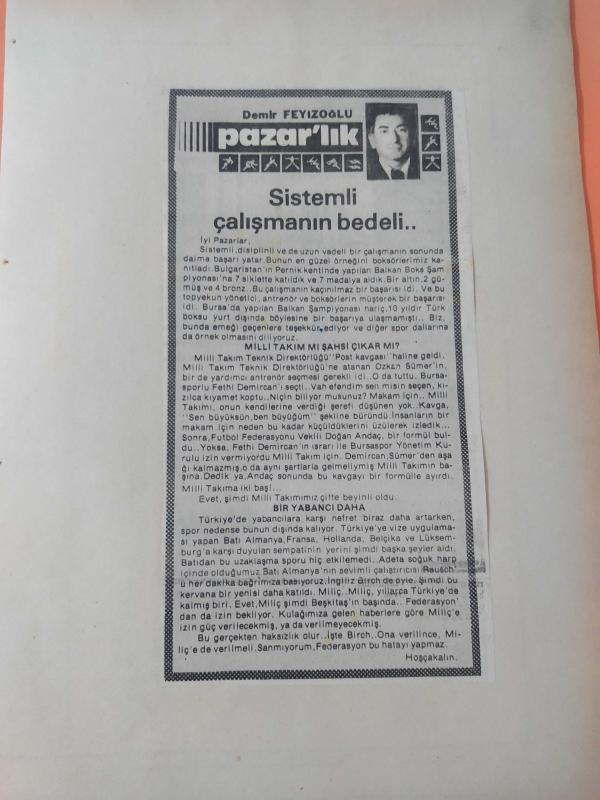 Demir FEYIZOĞLU
pazar'lık
Sistemli
çalışmanın bedeli..
İyi Pazarlar,
Sistemli,disiplinli ve de uzun vadeli bir çalışmanın sonunda
daima başarı yatar.Bunun en güzel örneğini boksörlerimiz ka-
nıtladı.Bulgaristan'ın Pernik kentinde yapılan Balkan Boks Şam
piyonası'na 7 siklette katıldık ve 7 madalya aldık.Bir altın,2 gü-
müş ve 4 bronz.. Bu çalışmanın kaçınılmaz bir başarısı idi. Ve bu
topyekun yönetici, antrenör ve boksörlerin müşterek bir başarısı
idi. Bursa'da yapılan Balkan Şampiyonası hariç,10 yıldır Türk
boksu yurt dışında böylesine bir başarıya ulaşmamıştı.. Biz,
bunda emeği geçenlere teşekkür ediyor ve diğer spor dallarına
da örnek olmasını diliyoruz.
MİLLİ TAKIM MI ŞAHSİ ÇIKAR MI?
Milli Takım Teknik Direktörlüğü "Post kavgası" haline geldi.
Milli Takım Teknik Direktörlüğü'ne atanan Özkan Sümer'in,
bir de yardımcı antrenör seçmesi gerekli idi...O da tuttu, Bursa-
sporlu Fethi Demircan'ı seçti..Vah efendim sen misin seçen, kı-
zılca kıyamet koptu..Niçin biliyor musunuz? Makam için.. Milli
Takımı, onun kendilerine verdiği şerefi düşünen yok..Kavga,
"Sen büyüksün,ben büyüğüm" şekline büründü.İnsanların bir
makam için neden bu kadar küçüldüklerini üzülerek izledik...
Sonra,Futbol Federasyonu Vekili Doğan Andaç, bir formül bul-
du...Yoksa, Fethi Demircan'ın ısrarı ile Bursaspor Yönetim Ku-
rulu izin vermiyordu Milli Takım için. Demircan,Sümer'den aşa
ğı kalmazmış,o da aynı şartlarla gelmeliymiş Milli Takımın ba-
şına.Dedik ya,Andaç sonunda bu kavgayı bir formülle ayırdı.
Milli Takıma iki baş!...
Evet, şimdi Milli Takımımız çifte beyinli oldu.
BİR YABANCI DAHA
Türkiye'de yabancılara karşı nefret biraz daha artarken,
spor nedense bunun dışında kalıyor. Türkiye'ye vize uygulama-
sı yapan Batı Almanya,Fransa, Hollanda, Belçika ve Lüksem-
burg'a karşı duyulan sempatinin yerini şimdi başka şeyler aldı.
Batıdan bu uzaklaşma sporu hiç etkilemedi..Adeta soğuk harp
içinde olduğumuz Batı Almanya'nın sevimli çalıştırıcısı Rausch'
u her dakika bağrımıza basıyoruz.İngiliz Birch de öyle. Şimdi bu
kervana bir yenisi daha katıldı. Miliç..Miliç, yıllarca Türkiye'de
kalmış biri. Evet,Miliç şimdi Beşiktaş'ın başında.. Federasyon'
dan da izin bekliyor. Kulağımıza gelen haberlere göre Miliç'e
izin güç verilecekmiş, ya da verilmeyecekmiş.
Bu gerçekten haksızlık olur..İşte Birch,.Ona verilince, Mi-
liç'e de verilmeli.Sanmıyorum,Federasyon bu hatayı yapmaz.
Hoşçakalın.